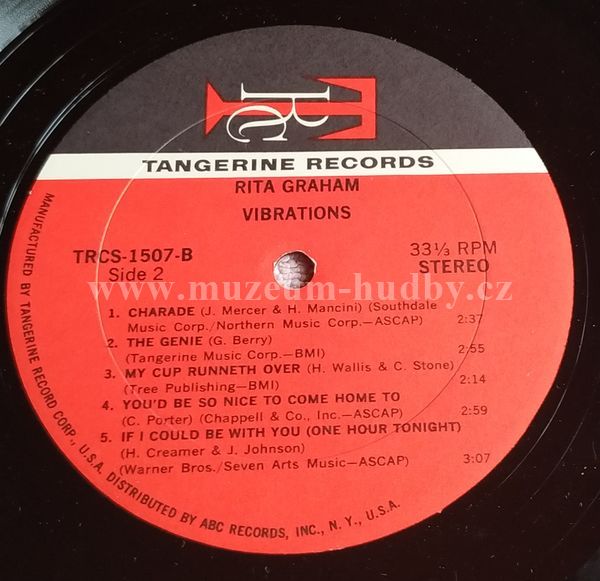 TRC
TANGERINE RECORDS
RITA GRAHAM
VIBRATIONS
TRCS-1507-B
Side 2
33⅓ RPM
STEREO
www.muzeum-hudby.cz
1. CHARADE (J. Mercer & H. Mancini) (Southdale
Music Corp./Northern Music Corp.—ASCAP) 2:37
2. THE GENIE (G. Berry)
(Tangerine Music Corp.—BMI) 2:55
3. MY CUP RUNNETH OVER (H. Wallis & C. Stone)
(Tree Publishing—BMI) 2:14
4. YOU'D BE SO NICE TO COME HOME TO
(C. Porter) (Chappell & Co., Inc.—ASCAP) 2:59
5. IF I COULD BE WITH YOU (ONE HOUR TONIGHT)
(H. Creamer & J. Johnson)
(Warner Bros./Seven Arts Music—ASCAP) 3:07
MANUFACTURED BY TANGERINE RECORD CORP., U.S.A. DISTRIBUTED BY ABC RECORDS, INC., N. Y., U.S.A.